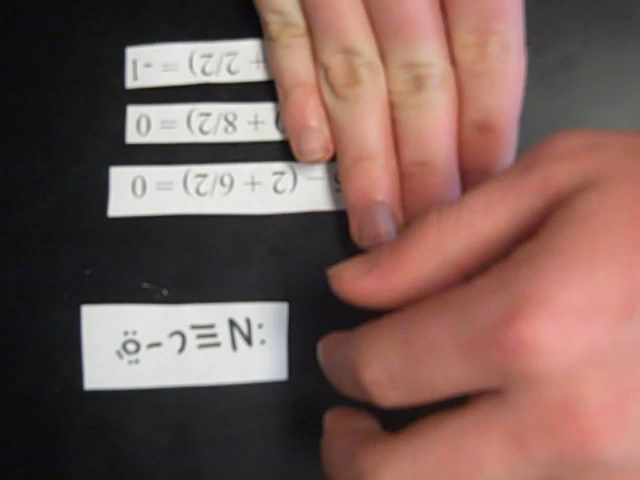 :N≡C-Ö:
- (2 + 6/2) = 0
+ 8/2) = 0
+ 2/2) = -1